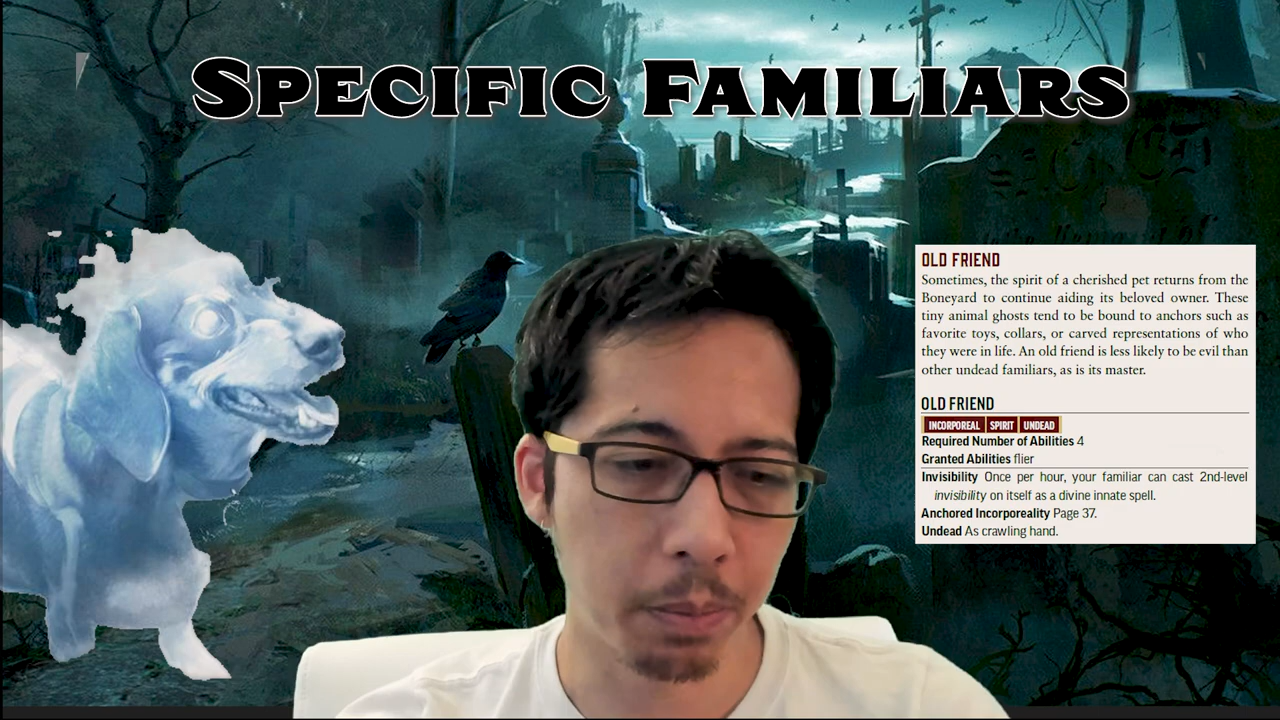 SPECIFIC FAMILIARS
OLD FRIEND
Sometimes, the spirit of a cherished pet returns from the
Boneyard to continue aiding its beloved owner. These
tiny animal ghosts tend to be bound to anchors such as
favorite toys, collars, or carved representations of who
they were in life. An old friend is less likely to be evil than
other undead familiars, as is its master.
OLD FRIEND
INCORPOREAL SPIRIT UNDEAD
Required Number of Abilities 4
Granted Abilities flier
Invisibility Once per hour, your familiar can cast 2nd-level
invisibility on itself as a divine innate spell.
Anchored Incorporeality Page 37.
Undead As crawling hand.